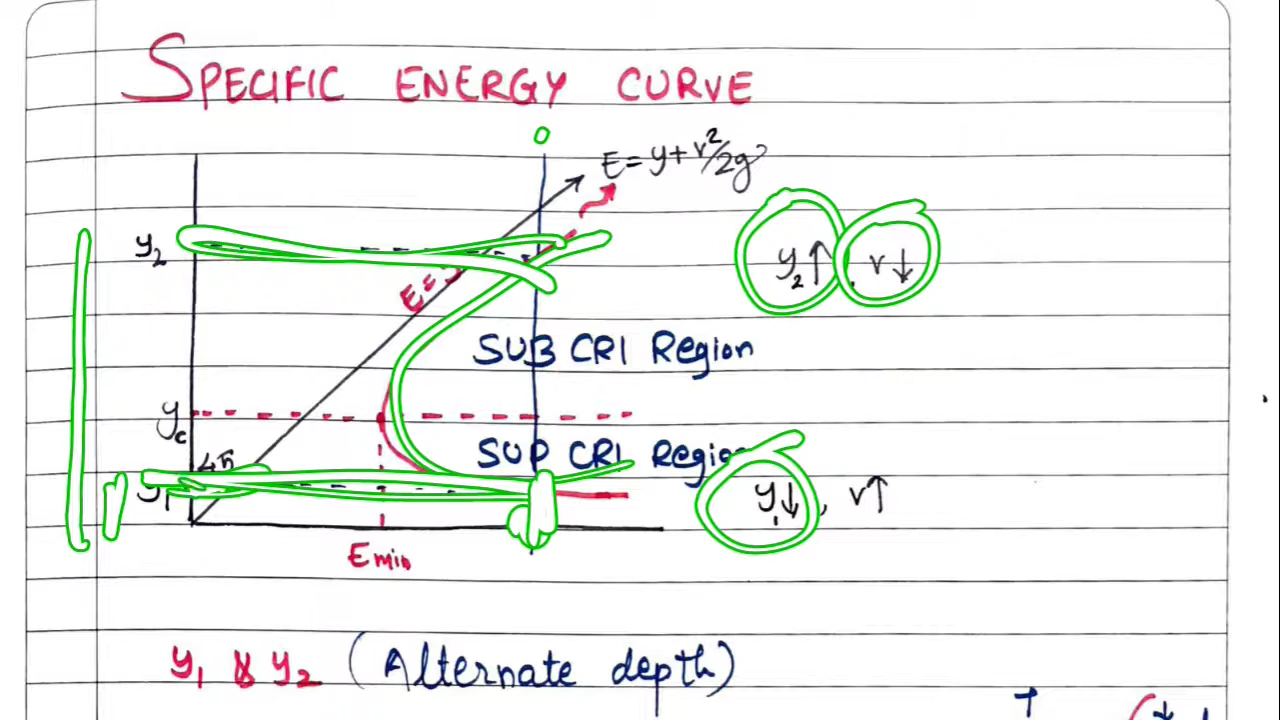 SPECIFIC ENERGY CURVE
E = y + v²/2g
y₂
y₂↑, v↓
E
SUB CRI Region
yc
SUP CRI Region
y₁
y₁↓, v↑
Emin
y₁ & y₂ (Alternate depth)